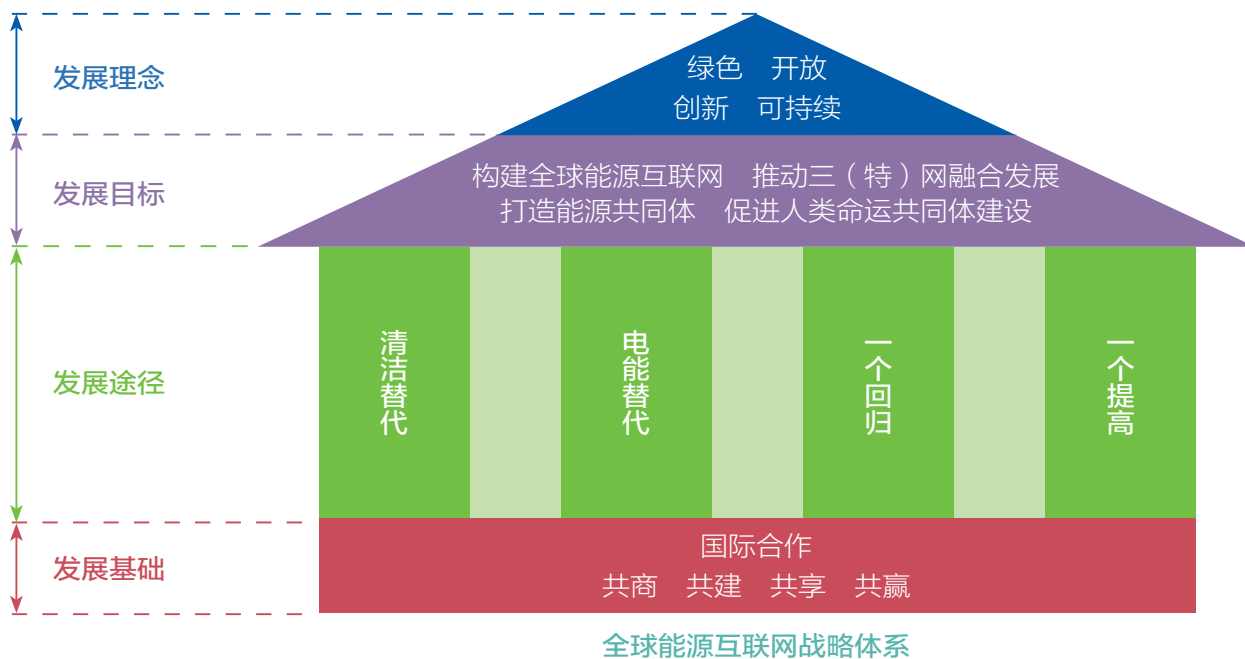 发展理念
绿色　开放
创新　可持续
发展目标
构建全球能源互联网　推动三（特）网融合发展
打造能源共同体　促进人类命运共同体建设
发展途径
清洁替代
电能替代
一个回归
一个提高
发展基础
国际合作
共商　共建　共享　共赢
全球能源互联网战略体系